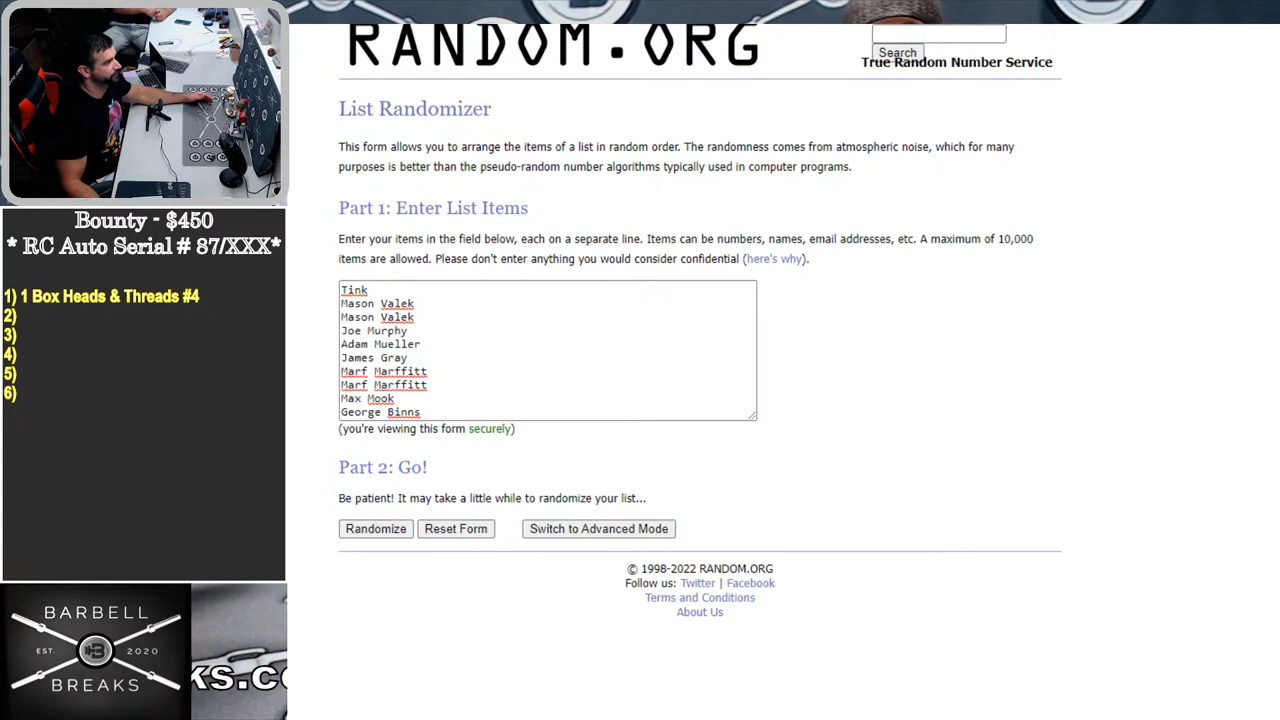 RANDOM.ORG
Search
True Random Number Service
List Randomizer
This form allows you to arrange the items of a list in random order. The randomness comes from atmospheric noise, which for many
purposes is better than the pseudo-random number algorithms typically used in computer programs.
Part 1: Enter List Items
Enter your items in the field below, each on a separate line. Items can be numbers, names, email addresses, etc. A maximum of 10,000
items are allowed. Please don't enter anything you would consider confidential (here's why).
Tink
Mason Valek
Mason Valek
Joe Murphy
Adam Mueller
James Gray
Marf Marffitt
Marf Marffitt
Max Mook
George Binns
(you're viewing this form securely)
Part 2: Go!
Be patient! It may take a little while to randomize your list...
Randomize Reset Form Switch to Advanced Mode
© 1998-2022 RANDOM.ORG
Follow us: Twitter | Facebook
Terms and Conditions
About Us
Bounty - $450
* RC Auto Serial # 87/XXX*
1) 1 Box Heads & Threads #4
2)
3)
4)
5)
6)
BARBELL
EST. 2020
BREAKS
ks.c